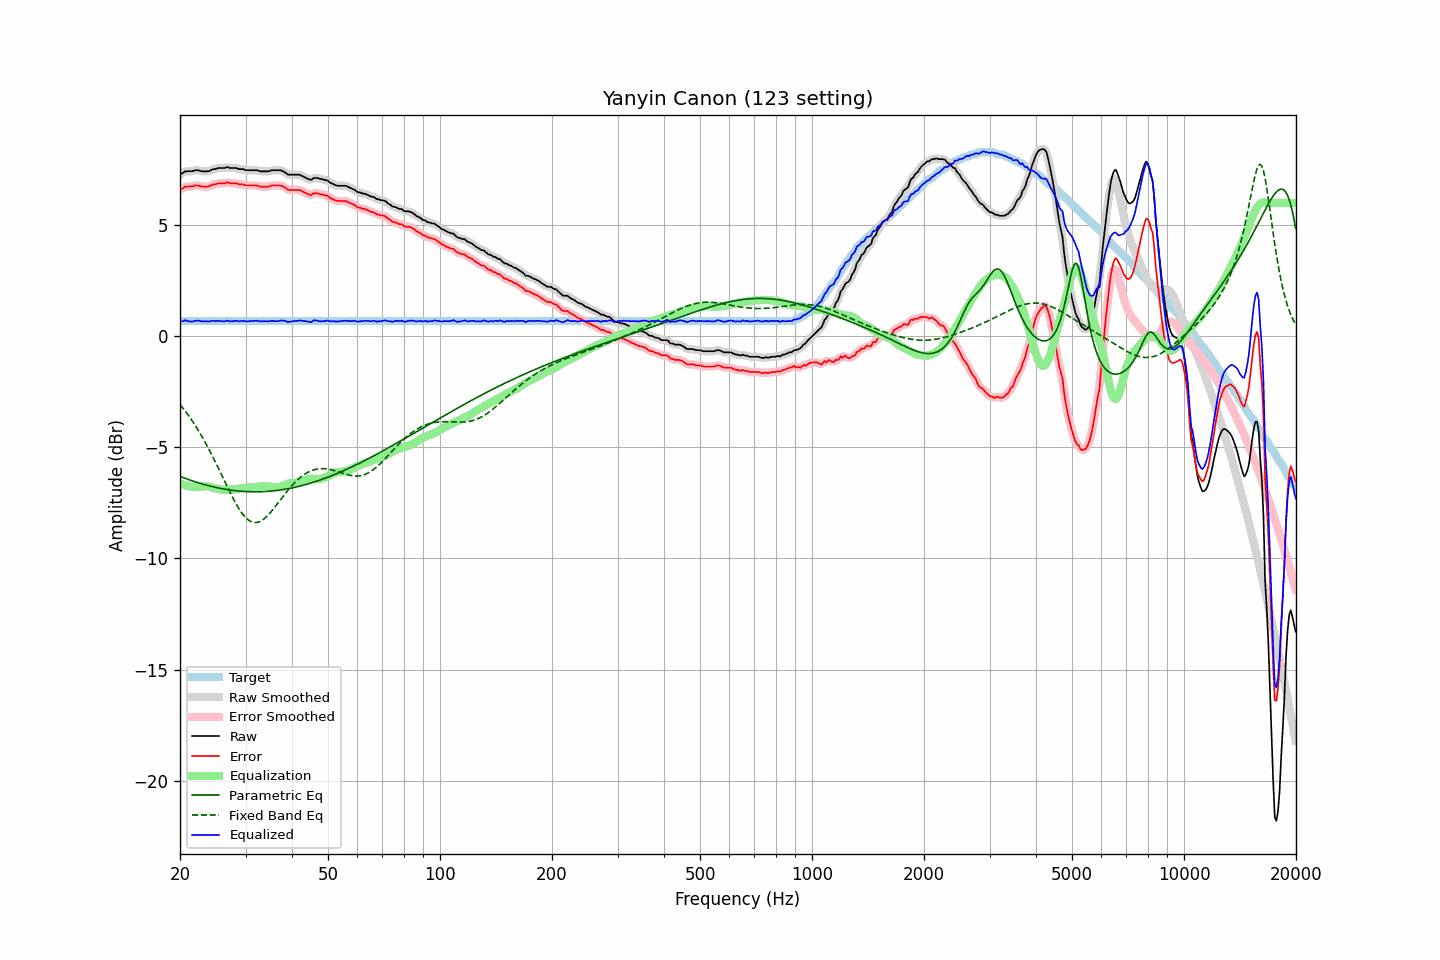 Yanyin Canon (123 setting)
Amplitude (dBr)
5
0
−5
−10
−15
−20
Target
Raw Smoothed
Error Smoothed
Raw
Error
Equalization
Parametric Eq
Fixed Band Eq
Equalized
20 50 100 200 500 1000 2000 5000 10000 20000
Frequency (Hz)